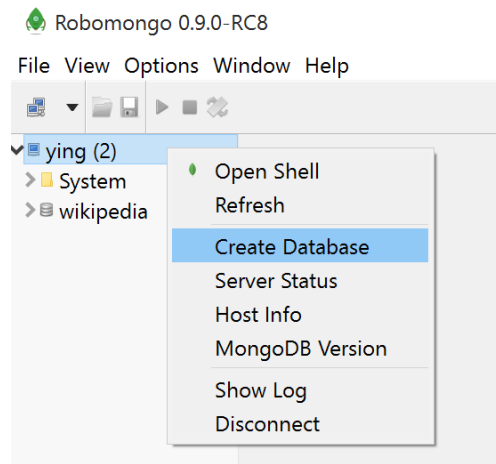 Robomongo 0.9.0-RC8
File View Options Window Help
ying (2)
System
wikipedia
Open Shell
Refresh
Create Database
Server Status
Host Info
MongoDB Version
Show Log
Disconnect